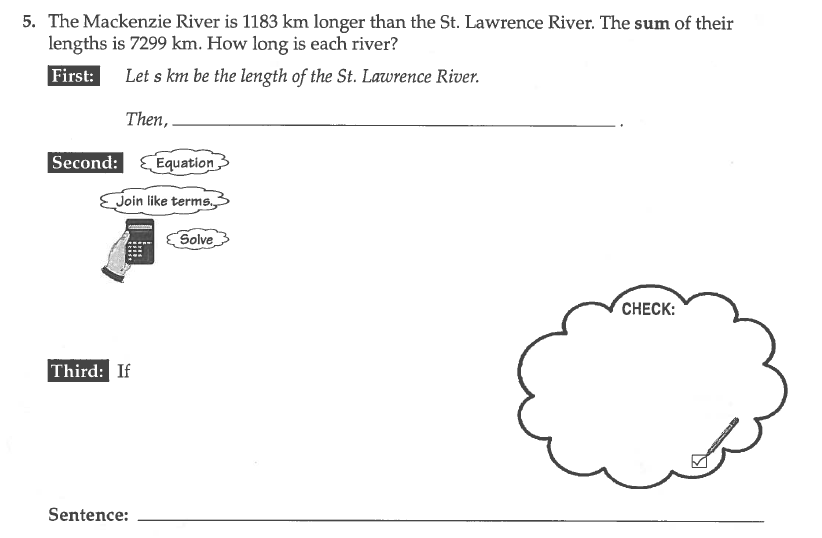 5. The Mackenzie River is 1183 km longer than the St. Lawrence River. The sum of their
lengths is 7299 km. How long is each river?
First: Let s km be the length of the St. Lawrence River.
Then, .
Second: Equation
Join like terms.
Solve
CHECK:
Third: If
Sentence: